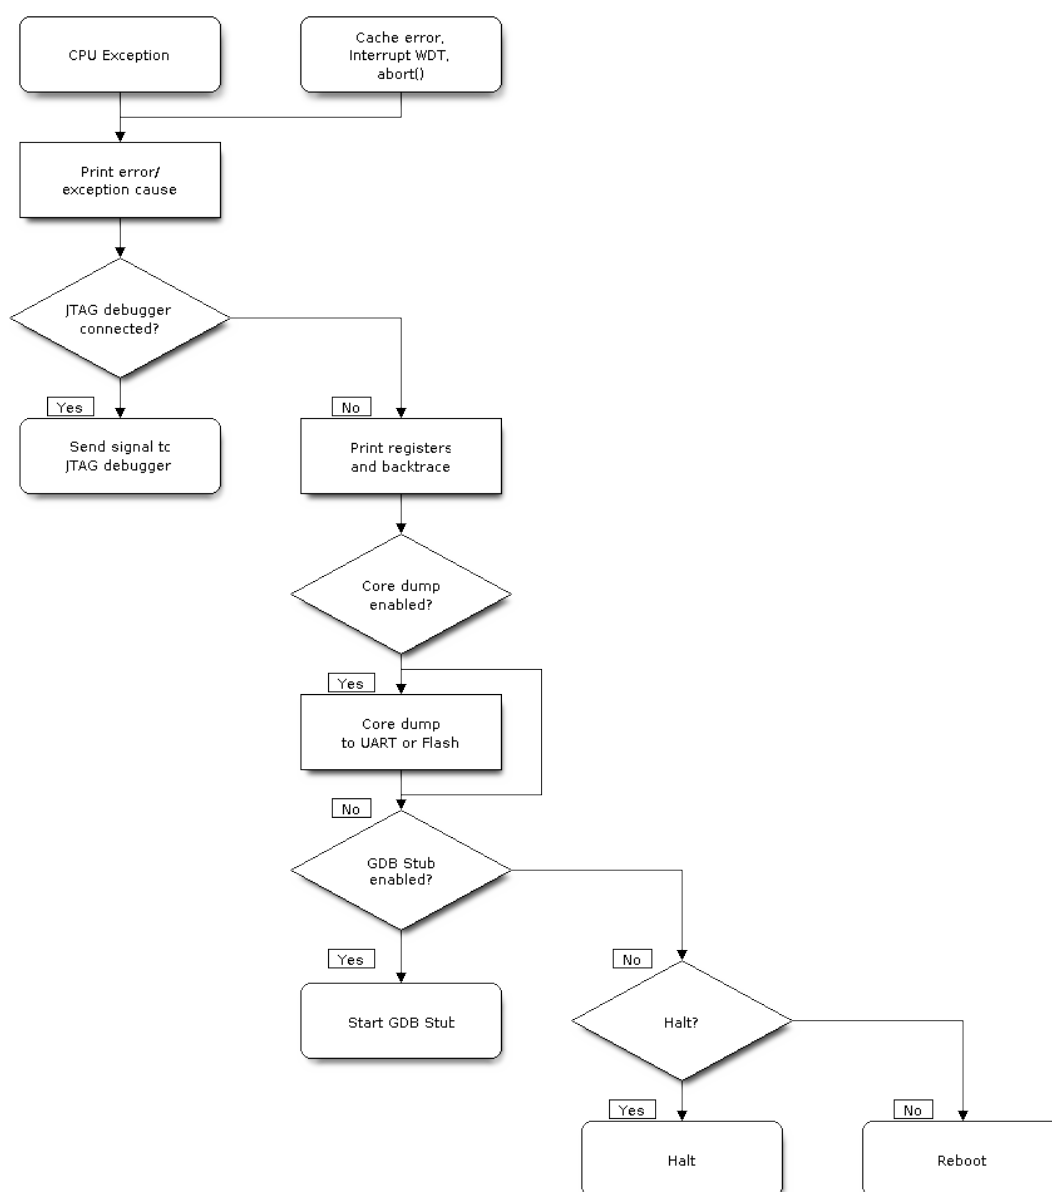 CPU Exception
Cache error,
Interrupt WDT,
abort()
Print error/
exception cause
JTAG debugger
connected?
Yes
No
Send signal to
JTAG debugger
Print registers
and backtrace
Core dump
enabled?
Yes
Core dump
to UART or Flash
No
GDB Stub
enabled?
Yes
No
Start GDB Stub
Halt?
Yes
No
Halt
Reboot